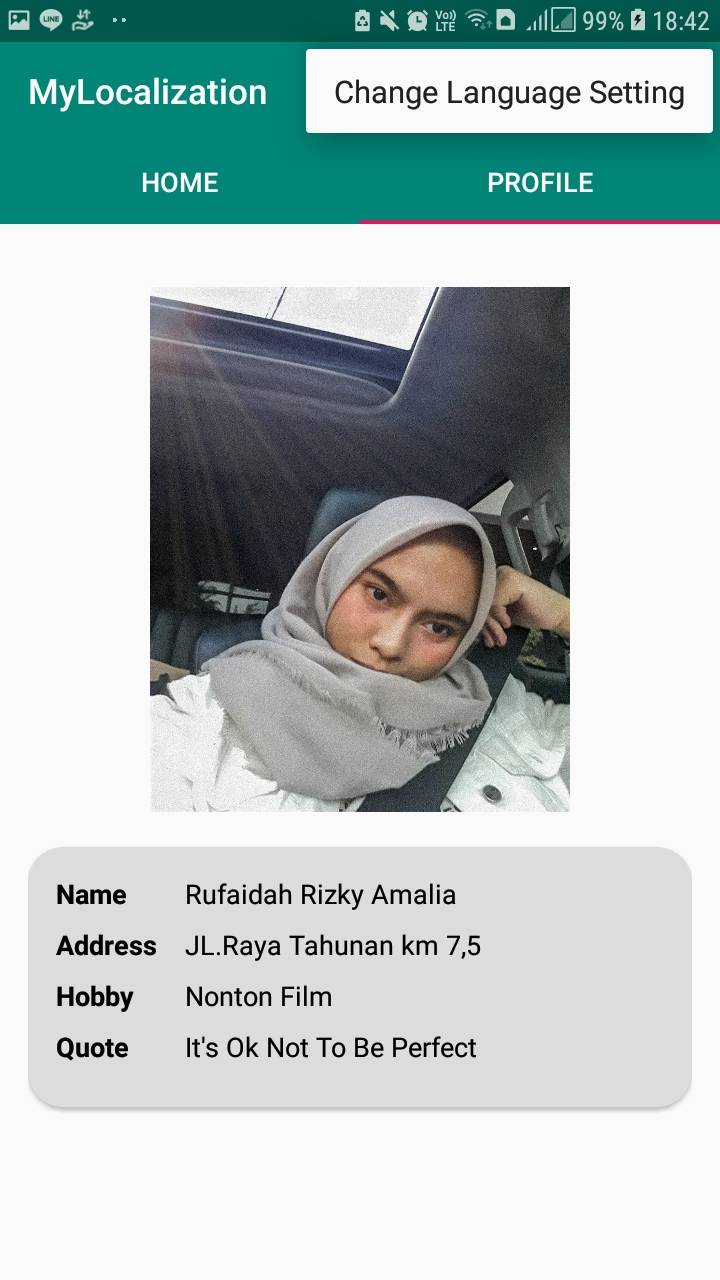 LINE
Vo))
LTE
99%
18:42
MyLocalization
Change Language Setting
HOME
PROFILE
Name Rufaidah Rizky Amalia
Address JL.Raya Tahunan km 7,5
Hobby Nonton Film
Quote It's Ok Not To Be Perfect